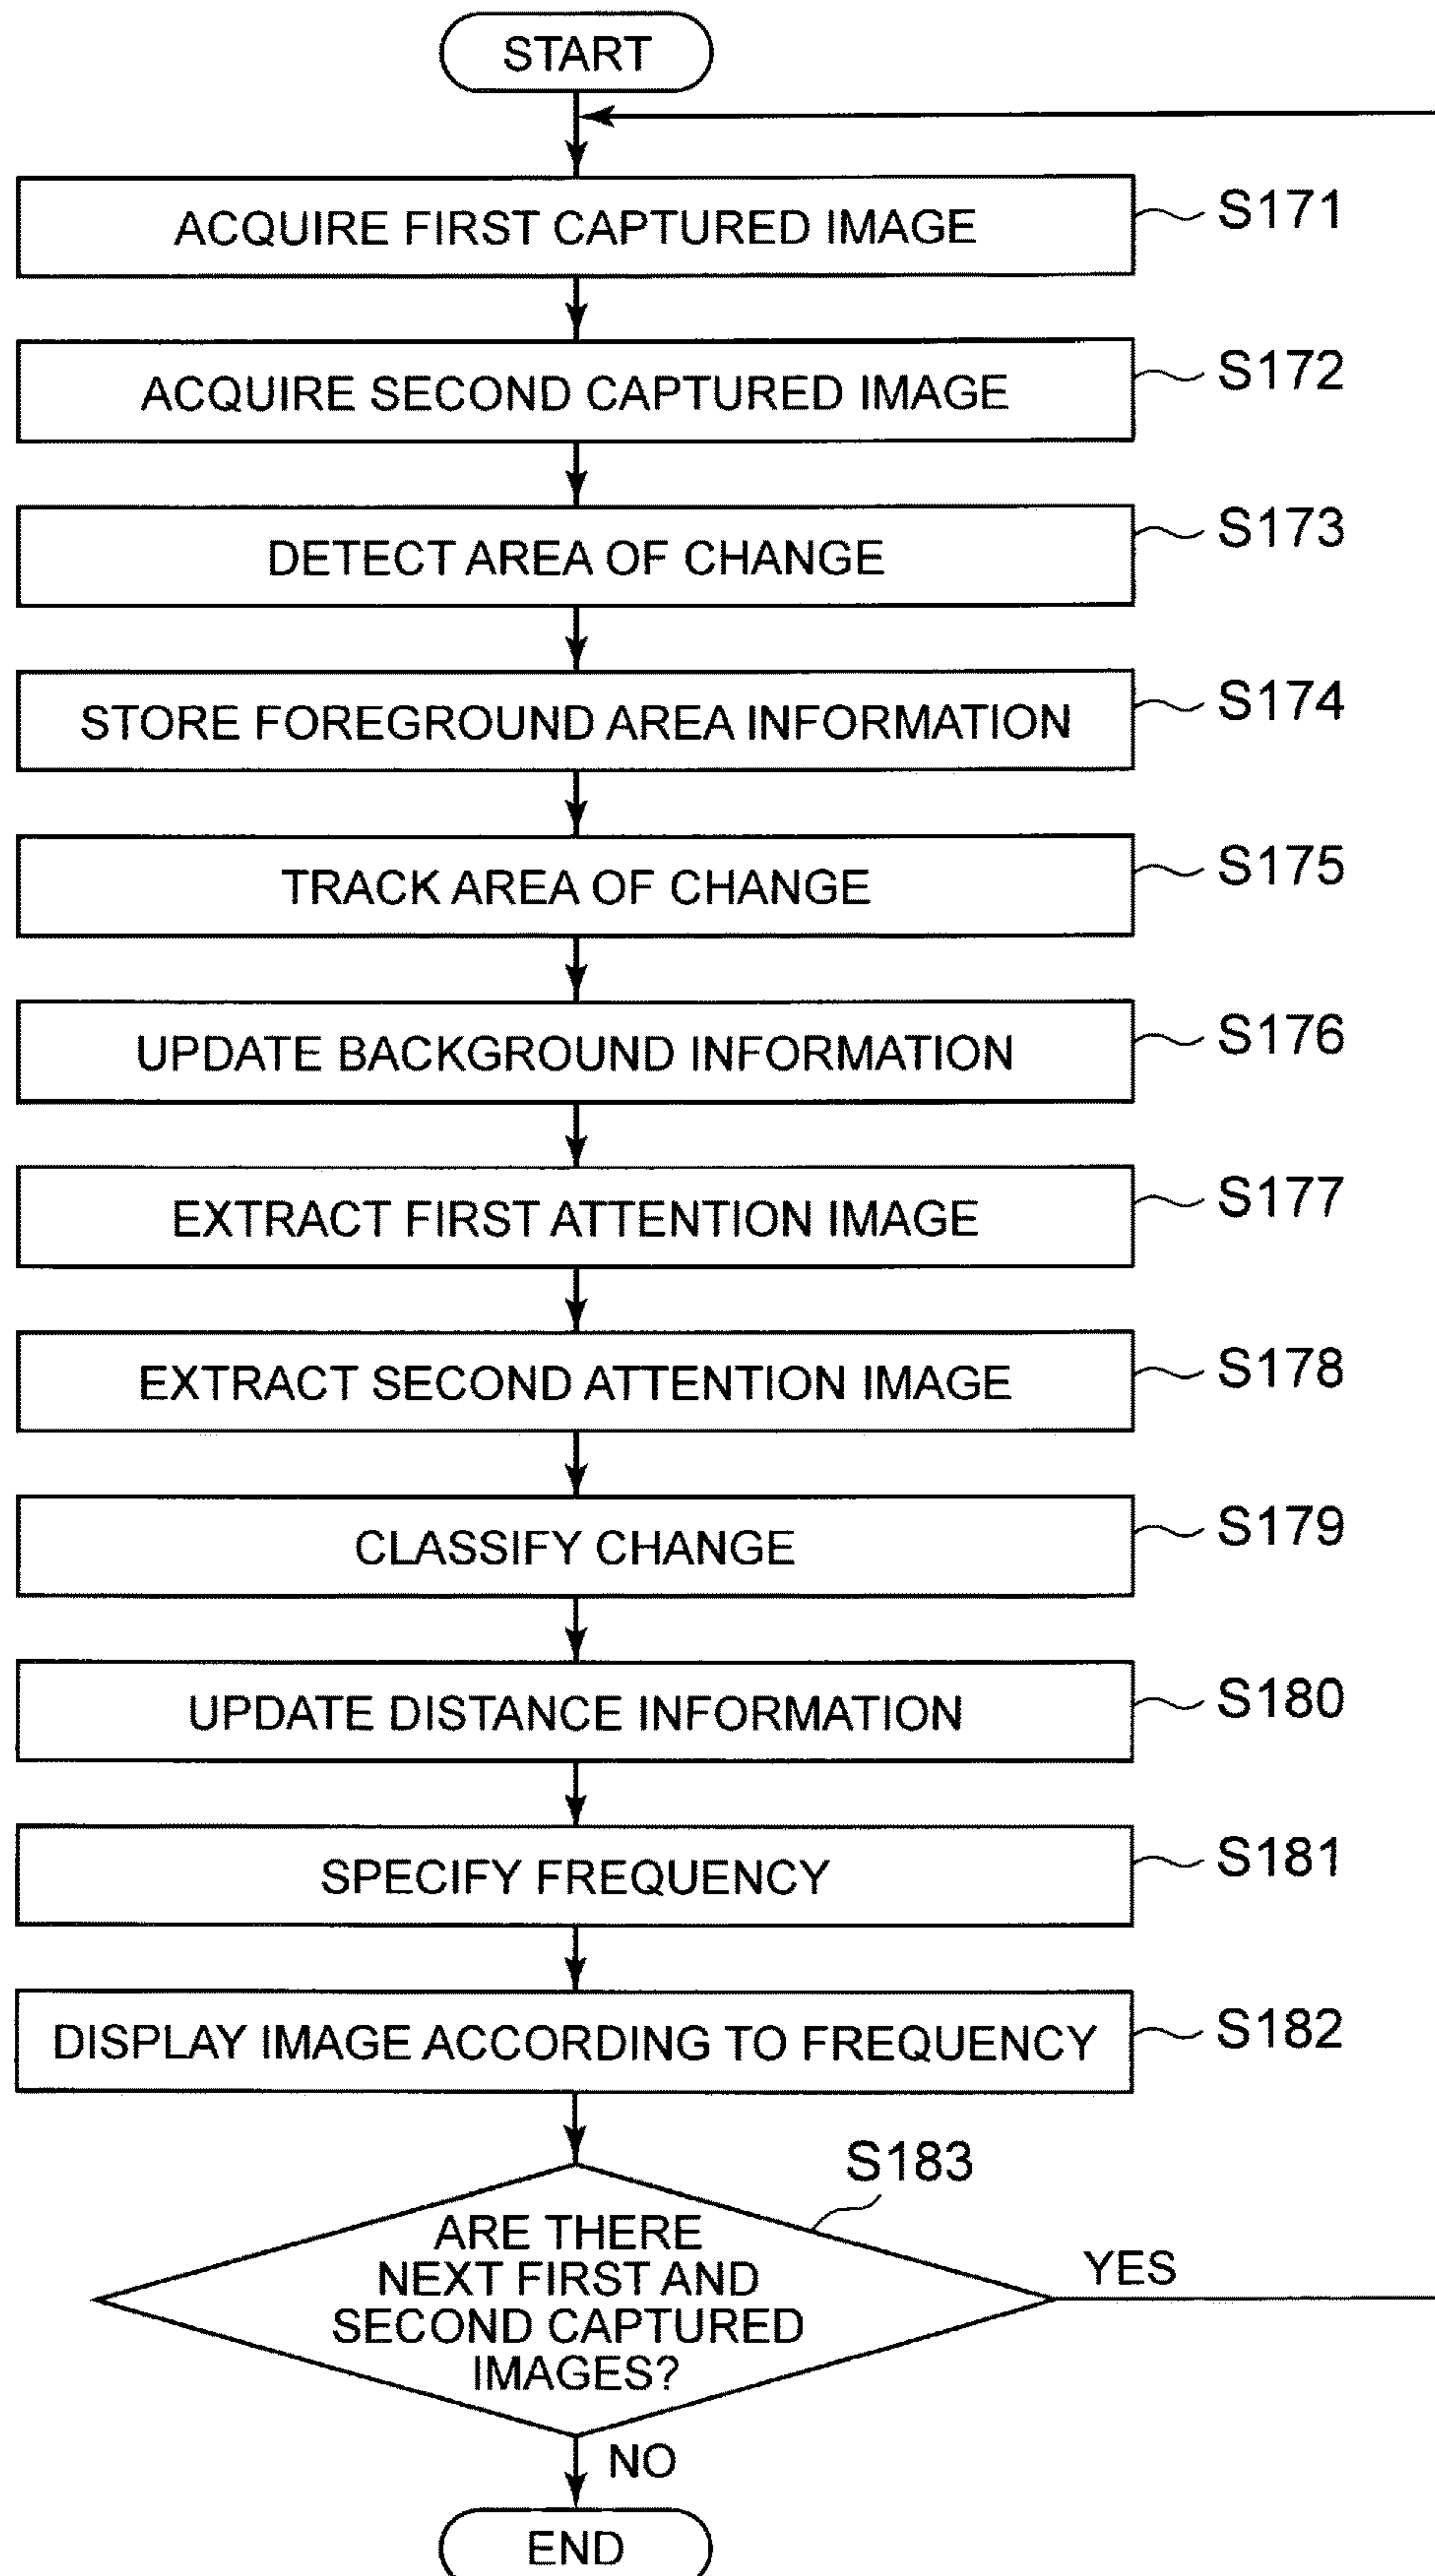 START
ACQUIRE FIRST CAPTURED IMAGE
S171
ACQUIRE SECOND CAPTURED IMAGE
S172
DETECT AREA OF CHANGE
S173
STORE FOREGROUND AREA INFORMATION
S174
TRACK AREA OF CHANGE
S175
UPDATE BACKGROUND INFORMATION
S176
EXTRACT FIRST ATTENTION IMAGE
S177
EXTRACT SECOND ATTENTION IMAGE
S178
CLASSIFY CHANGE
S179
UPDATE DISTANCE INFORMATION
S180
SPECIFY FREQUENCY
S181
DISPLAY IMAGE ACCORDING TO FREQUENCY
S182
S183
ARE THERE
NEXT FIRST AND
SECOND CAPTURED
IMAGES?
YES
NO
END